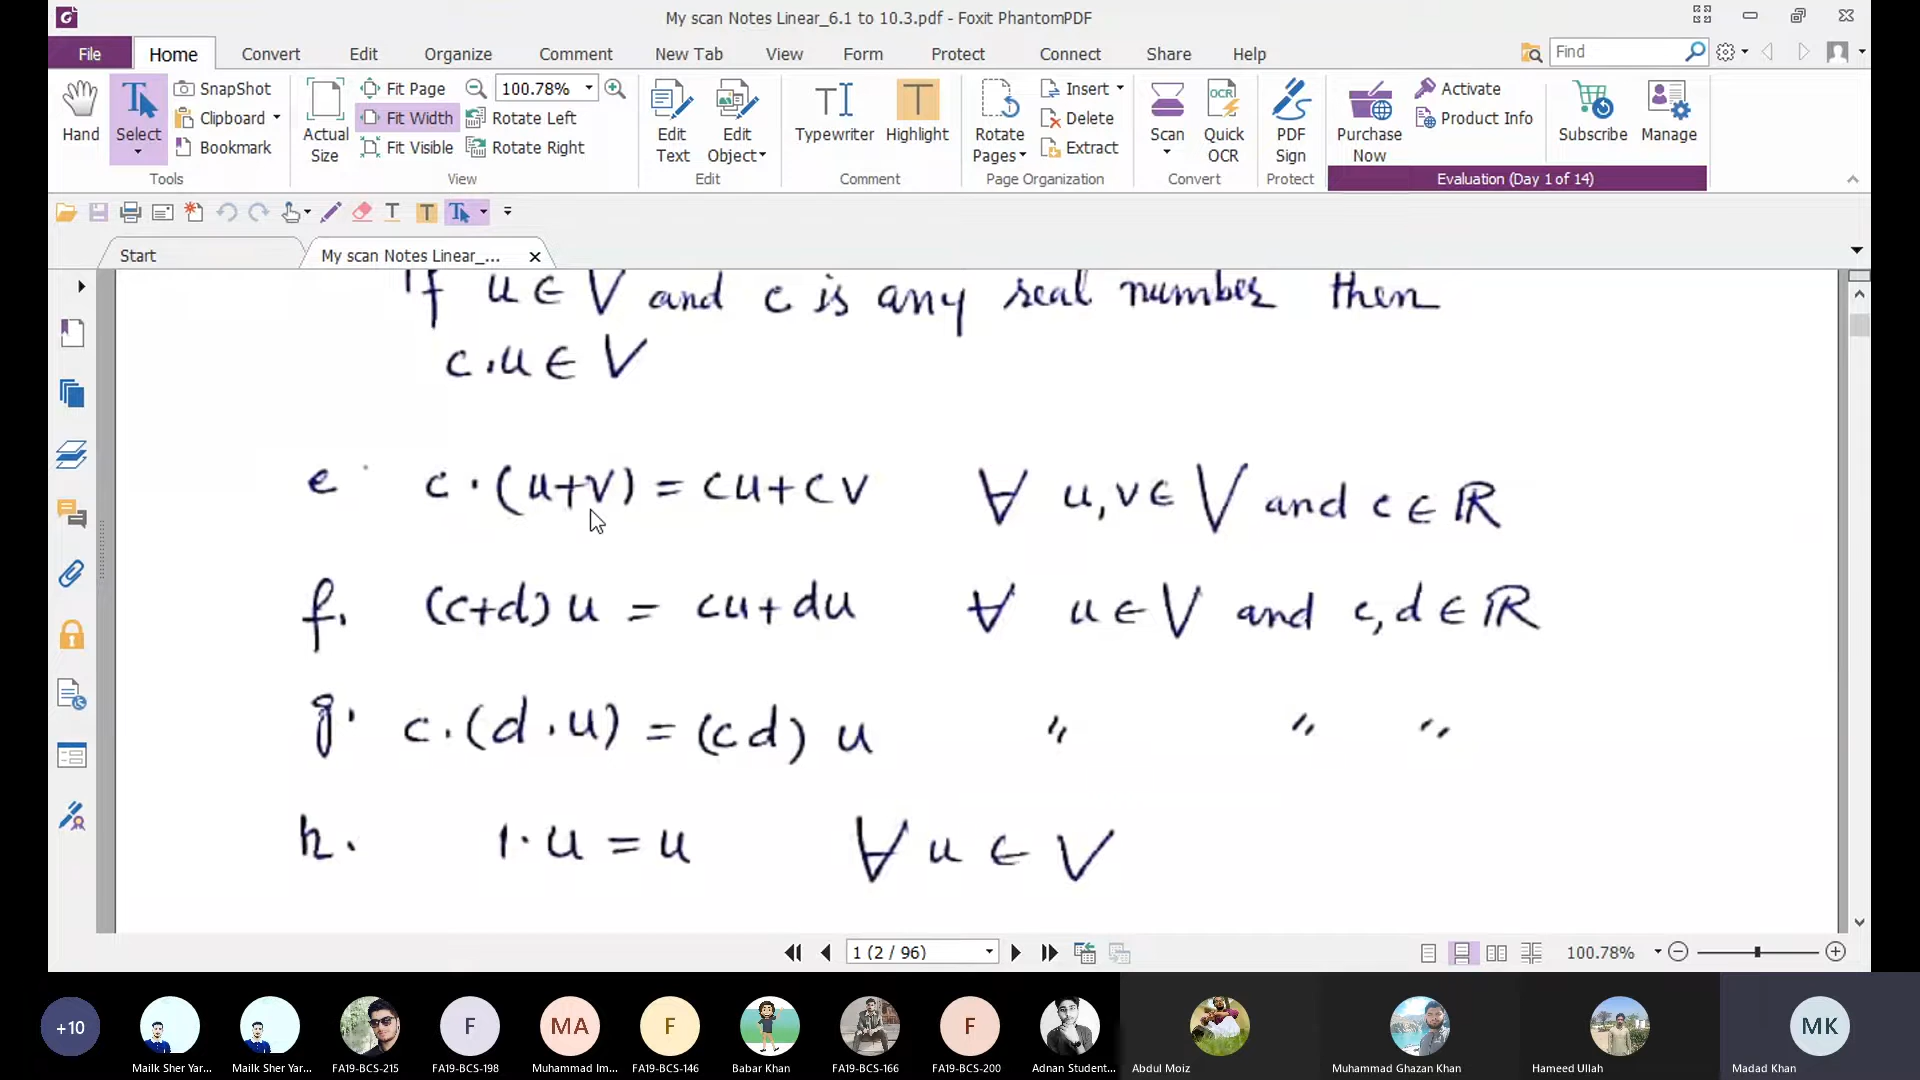 My scan Notes Linear_6.1 to 10.3.pdf - Foxit PhantomPDF
File Home Convert Edit Organize Comment New Tab View Form Protect Connect Share Help Find
Hand Select SnapShot Clipboard Bookmark
Tools
Actual Size Fit Page Fit Width Fit Visible 100.78% Rotate Left Rotate Right
View
Edit Text Edit Object
Edit
Typewriter Highlight
Comment
Rotate Pages Insert Delete Extract
Page Organization
Scan Quick OCR
Convert
PDF Sign
Protect
Purchase Now Activate Product Info Subscribe Manage
Evaluation (Day 1 of 14)
Start My scan Notes Linear_...
If u ∈ V and c is any real number then
c.u ∈ V
e. c · (u+v) = cu+cv ∀ u,v ∈ V and c ∈ ℝ
f. (c+d) u = cu+du ∀ u ∈ V and c,d ∈ ℝ
g. c.(d.u) = (cd) u " " "
h. 1·u = u ∀ u ∈ V
1 (2 / 96) 100.78%
+10 F MA F F MK
Mailk Sher Yar... Mailk Sher Yar... FA19-BCS-215 FA19-BCS-198 Muhammad Im... FA19-BCS-146 Babar Khan FA19-BCS-166 FA19-BCS-200 Adnan Student... Abdul Moiz Muhammad Ghazan Khan Hameed Ullah Madad Khan